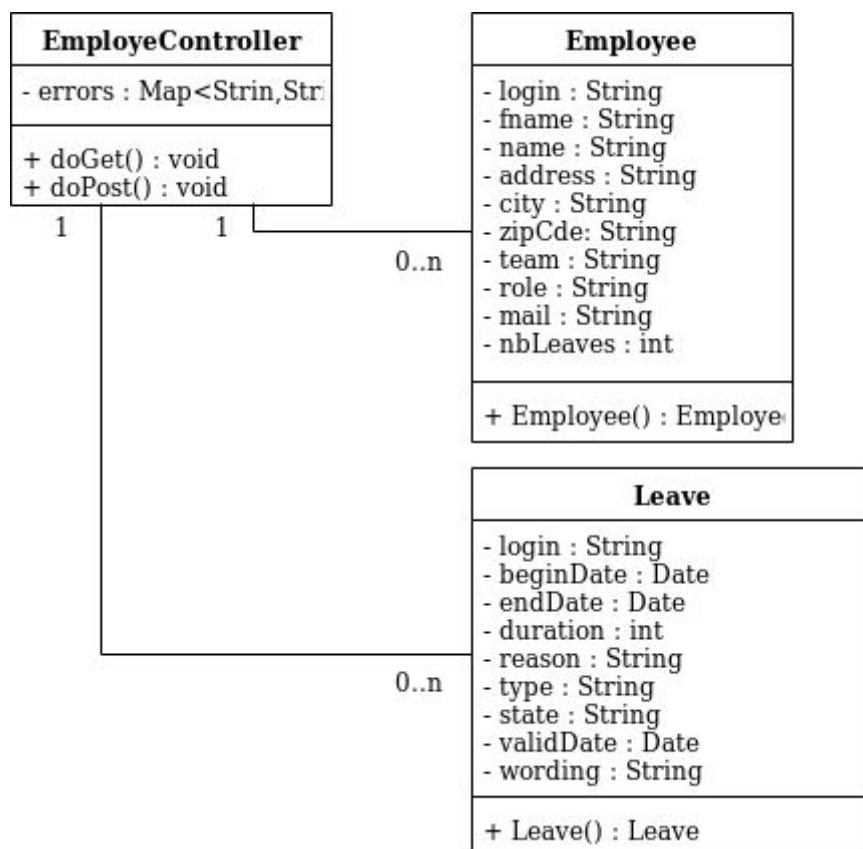 EmployeController
- errors : Map<Strin,Stri
+ doGet() : void
+ doPost() : void
1
1
0..n
0..n
Employee
- login : String
- fname : String
- name : String
- address : String
- city : String
- zipCde: String
- team : String
- role : String
- mail : String
- nbLeaves : int
+ Employee() : Employe
Leave
- login : String
- beginDate : Date
- endDate : Date
- duration : int
- reason : String
- type : String
- state : String
- validDate : Date
- wording : String
+ Leave() : Leave